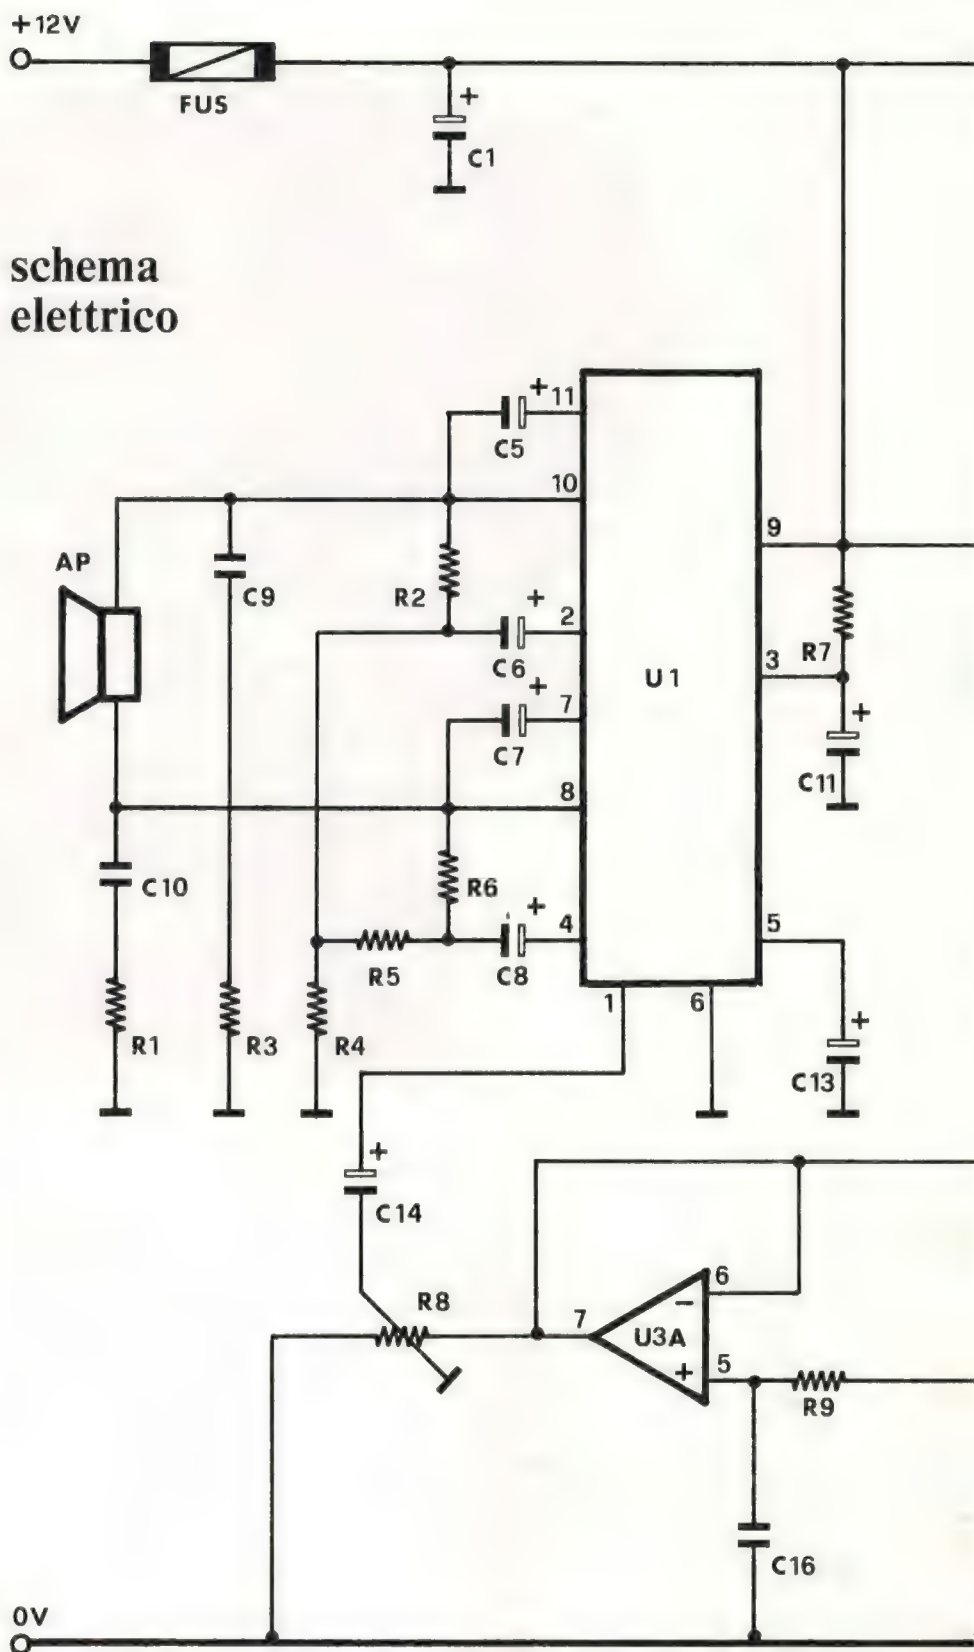 +12V
FUS
+
C1
schema
elettrico
+
11
C5
10
9
AP
C9
R2
+
2
C6
R7
3
U1
+
7
C7
+
C11
8
C10
R6
+
4
5
R5
C8
1
6
R1
R3
R4
+
C13
+
C14
R8
7
6
−
U3A
+
5
R9
C16
0V